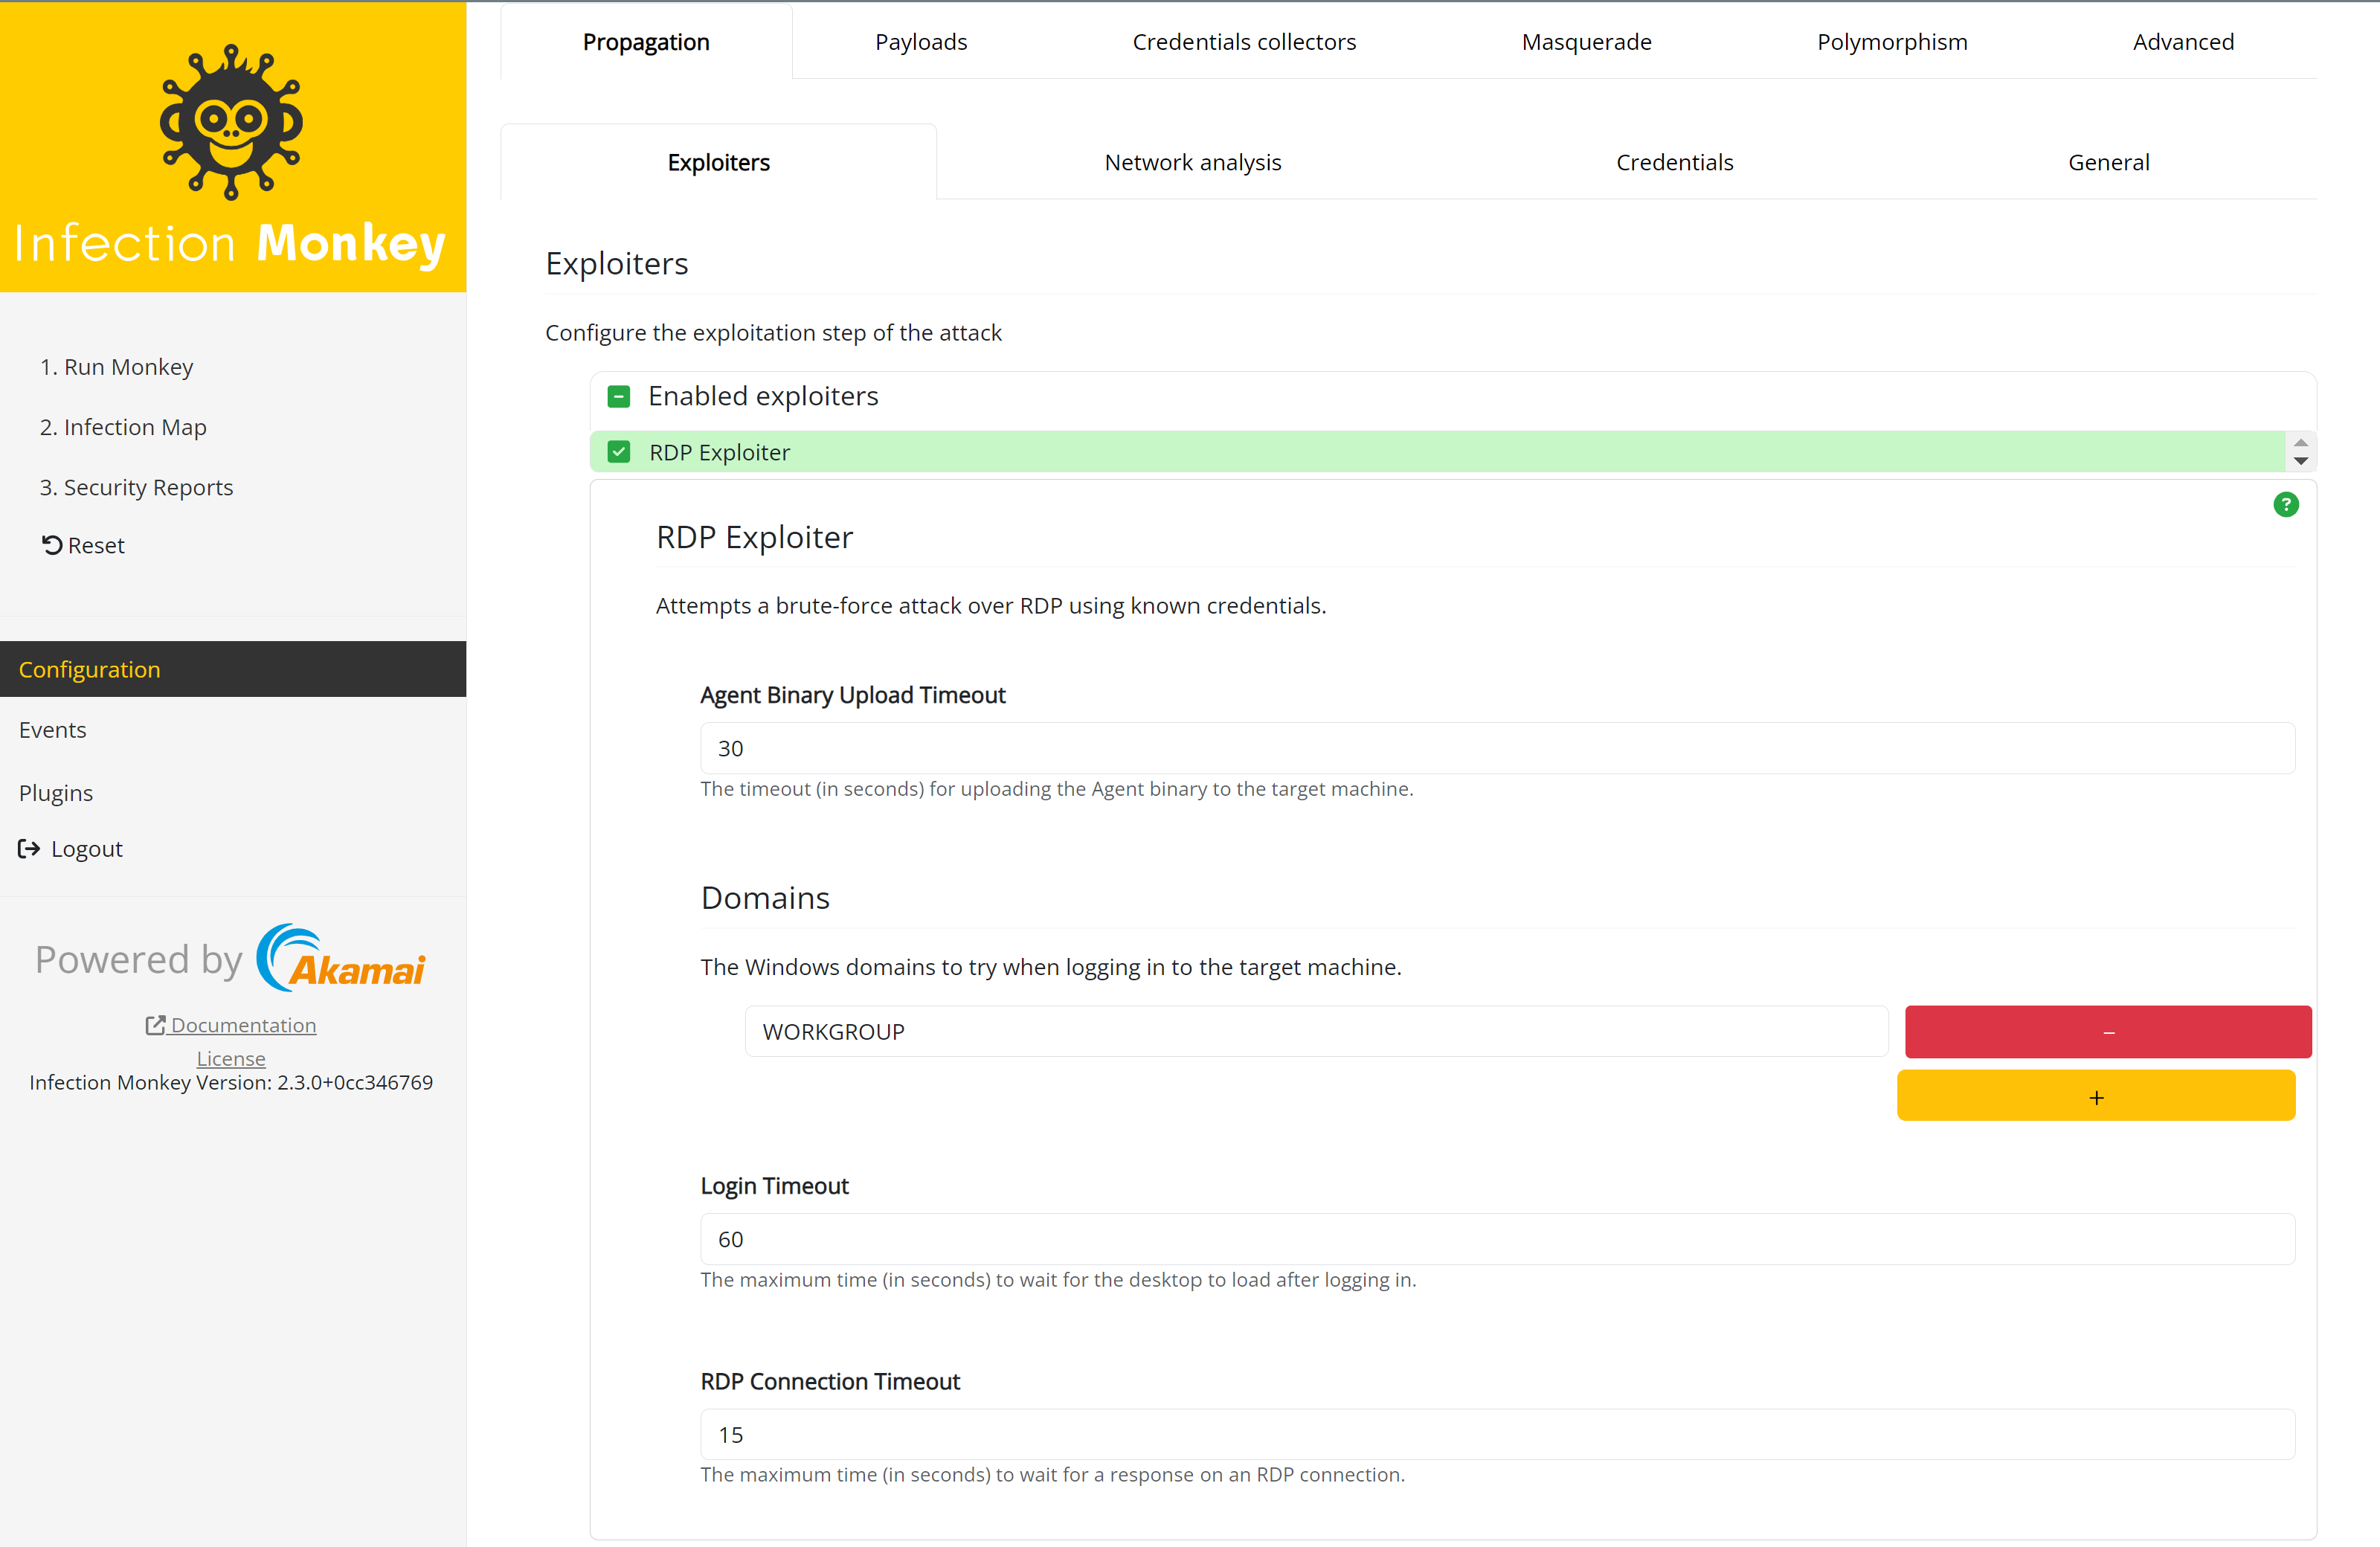 Infection Monkey
1. Run Monkey
2. Infection Map
3. Security Reports
Reset
Configuration
Events
Plugins
Logout
Powered by Akamai
Documentation
License
Infection Monkey Version: 2.3.0+0cc346769
Propagation Payloads Credentials collectors Masquerade Polymorphism Advanced
Exploiters Network analysis Credentials General
Exploiters
Configure the exploitation step of the attack
Enabled exploiters
RDP Exploiter
?
RDP Exploiter
Attempts a brute-force attack over RDP using known credentials.
Agent Binary Upload Timeout
30
The timeout (in seconds) for uploading the Agent binary to the target machine.
Domains
The Windows domains to try when logging in to the target machine.
WORKGROUP −
+
Login Timeout
60
The maximum time (in seconds) to wait for the desktop to load after logging in.
RDP Connection Timeout
15
The maximum time (in seconds) to wait for a response on an RDP connection.